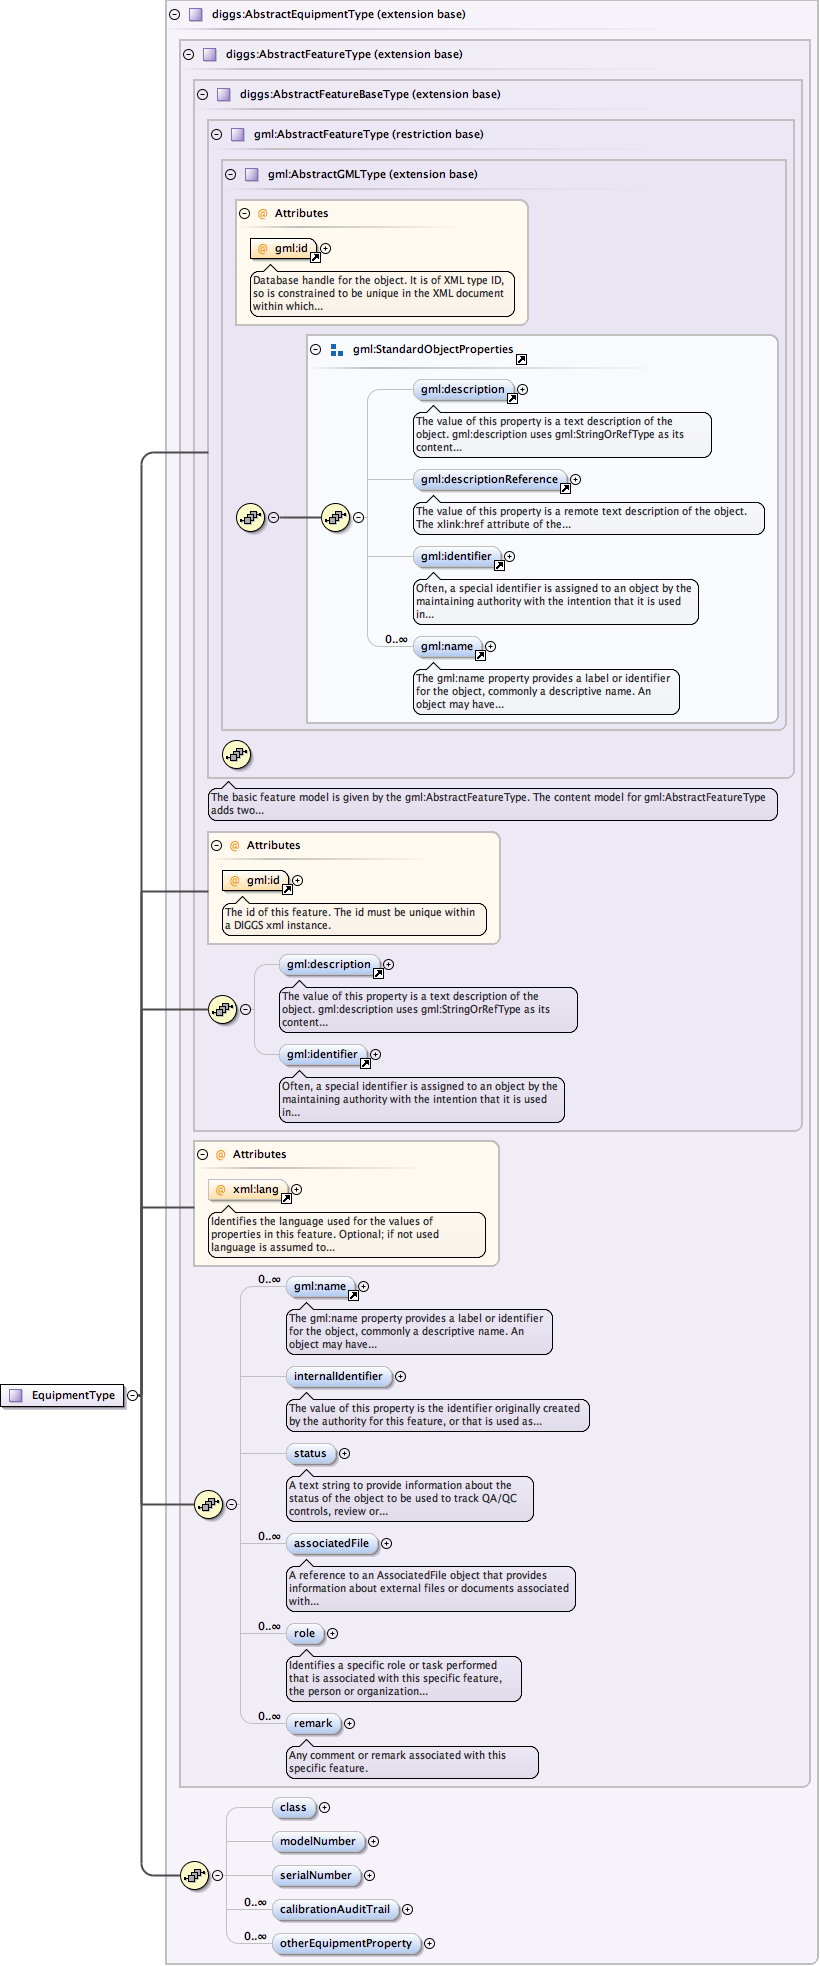 diggs:AbstractEquipmentType (extension base)
diggs:AbstractFeatureType (extension base)
diggs:AbstractFeatureBaseType (extension base)
gml:AbstractFeatureType (restriction base)
gml:AbstractGMLType (extension base)
@ Attributes
@ gml:id
Database handle for the object. It is of XML type ID,
so is constrained to be unique in the XML document
within which...
gml:StandardObjectProperties
gml:description
The value of this property is a text description of the
object. gml:description uses gml:StringOrRefType as its
content...
gml:descriptionReference
The value of this property is a remote text description of the object.
The xlink:href attribute of the...
gml:identifier
Often, a special identifier is assigned to an object by the
maintaining authority with the intention that it is used
in...
0..∞
gml:name
The gml:name property provides a label or identifier
for the object, commonly a descriptive name. An
object may have...
The basic feature model is given by the gml:AbstractFeatureType. The content model for gml:AbstractFeatureType
adds two...
@ Attributes
@ gml:id
The id of this feature. The id must be unique within
a DIGGS xml instance.
gml:description
The value of this property is a text description of the
object. gml:description uses gml:StringOrRefType as its
content...
gml:identifier
Often, a special identifier is assigned to an object by the
maintaining authority with the intention that it is used
in...
@ Attributes
@ xml:lang
Identifies the language used for the values of
properties in this feature. Optional; if not used
language is assumed to...
0..∞
gml:name
The gml:name property provides a label or identifier
for the object, commonly a descriptive name. An
object may have...
internalIdentifier
EquipmentType
The value of this property is the identifier originally created
by the authority for this feature, or that is used as...
status
A text string to provide information about the
status of the object to be used to track QA/QC
controls, review or...
0..∞
associatedFile
A reference to an AssociatedFile object that provides
information about external files or documents associated
with...
0..∞
role
Identifies a specific role or task performed
that is associated with this specific feature,
the person or organization...
0..∞
remark
Any comment or remark associated with this
specific feature.
class
modelNumber
serialNumber
0..∞
calibrationAuditTrail
0..∞
otherEquipmentProperty